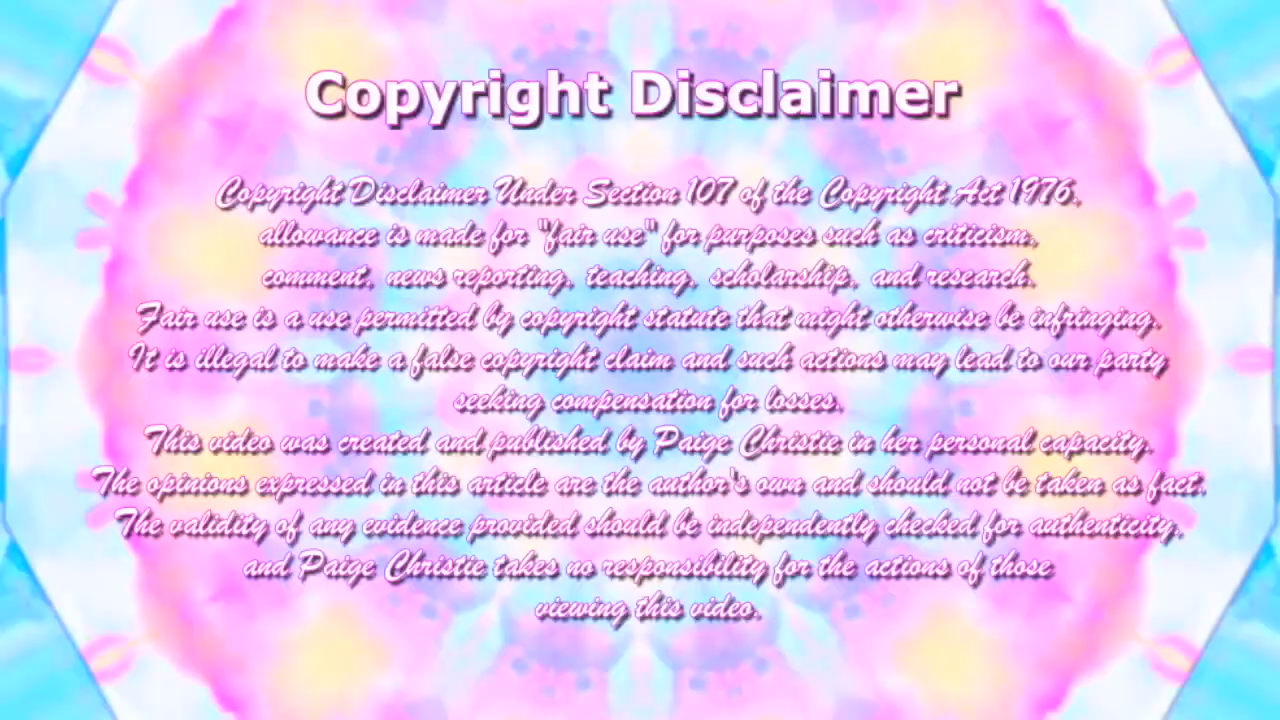 Copyright Disclaimer
Copyright Disclaimer Under Section 107 of the Copyright Act 1976,
allowance is made for "fair use" for purposes such as criticism,
comment, news reporting, teaching, scholarship, and research.
Fair use is a use permitted by copyright statute that might otherwise be infringing.
It is illegal to make a false copyright claim and such actions may lead to our party
seeking compensation for losses.
This video was created and published by Paige Christie in her personal capacity.
The opinions expressed in this article are the author's own and should not be taken as fact.
The validity of any evidence provided should be independently checked for authenticity,
and Paige Christie takes no responsibility for the actions of those
viewing this video.